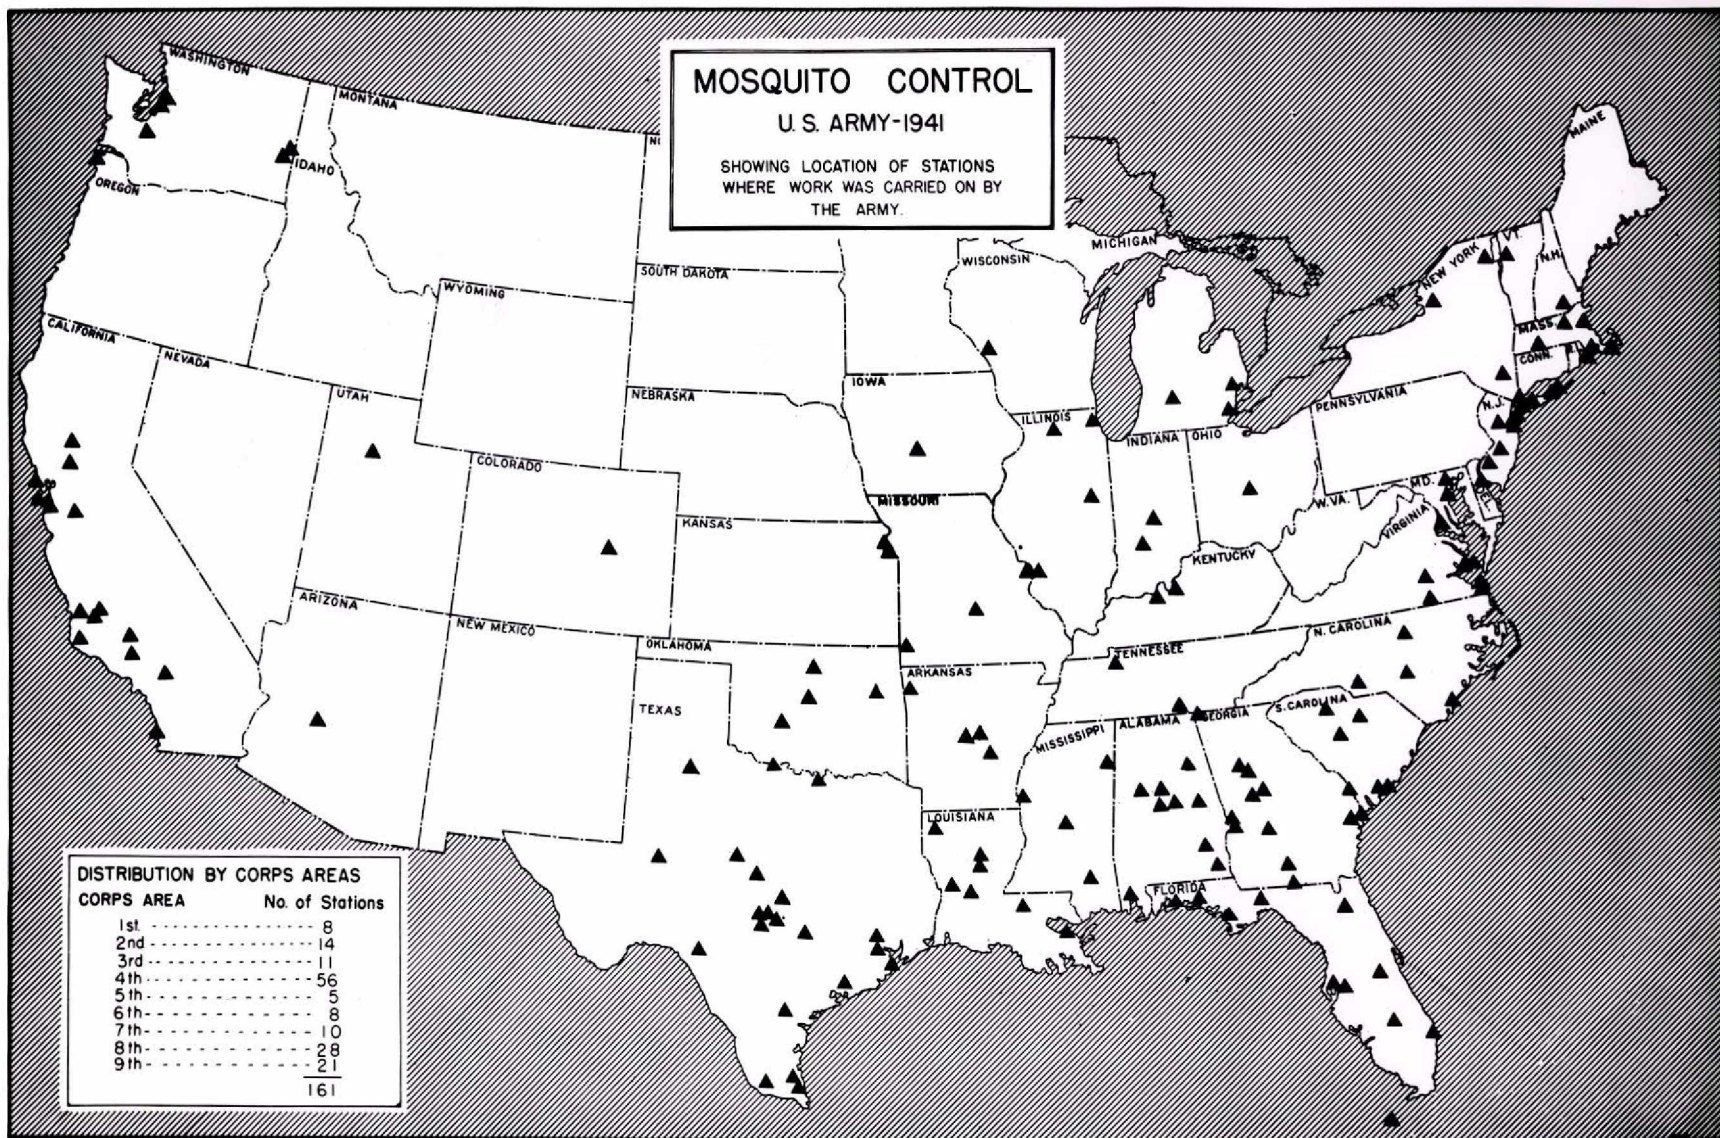 MOSQUITO CONTROL
U. S. ARMY-1941
SHOWING LOCATION OF STATIONS
WHERE WORK WAS CARRIED ON BY
THE ARMY.
WASHINGTON
MONTANA
IDAHO
OREGON
MAINE
VT.
N.H.
NEW YORK
MICHIGAN
WISCONSIN
SOUTH DAKOTA
WYOMING
CALIFORNIA
NEVADA
UTAH
NEBRASKA
IOWA
ILLINOIS
INDIANA
OHIO
PENNSYLVANIA
MASS.
CONN.
R.I.
N.J.
COLORADO
KANSAS
MISSOURI
W.VA.
MD.
DEL.
VIRGINIA
KENTUCKY
ARIZONA
NEW MEXICO
OKLAHOMA
ARKANSAS
TENNESSEE
N. CAROLINA
TEXAS
MISSISSIPPI
ALABAMA
GEORGIA
S. CAROLINA
LOUISIANA
FLORIDA
DISTRIBUTION BY CORPS AREAS
CORPS AREA No. of Stations
1st. - - - - - - - - - - - - - - - 8
2nd - - - - - - - - - - - - - - - 14
3rd - - - - - - - - - - - - - - - 11
4th - - - - - - - - - - - - - - - 56
5th - - - - - - - - - - - - - - - 5
6th - - - - - - - - - - - - - - - 8
7th - - - - - - - - - - - - - - - 10
8th - - - - - - - - - - - - - - - 28
9th - - - - - - - - - - - - - - - 21
161